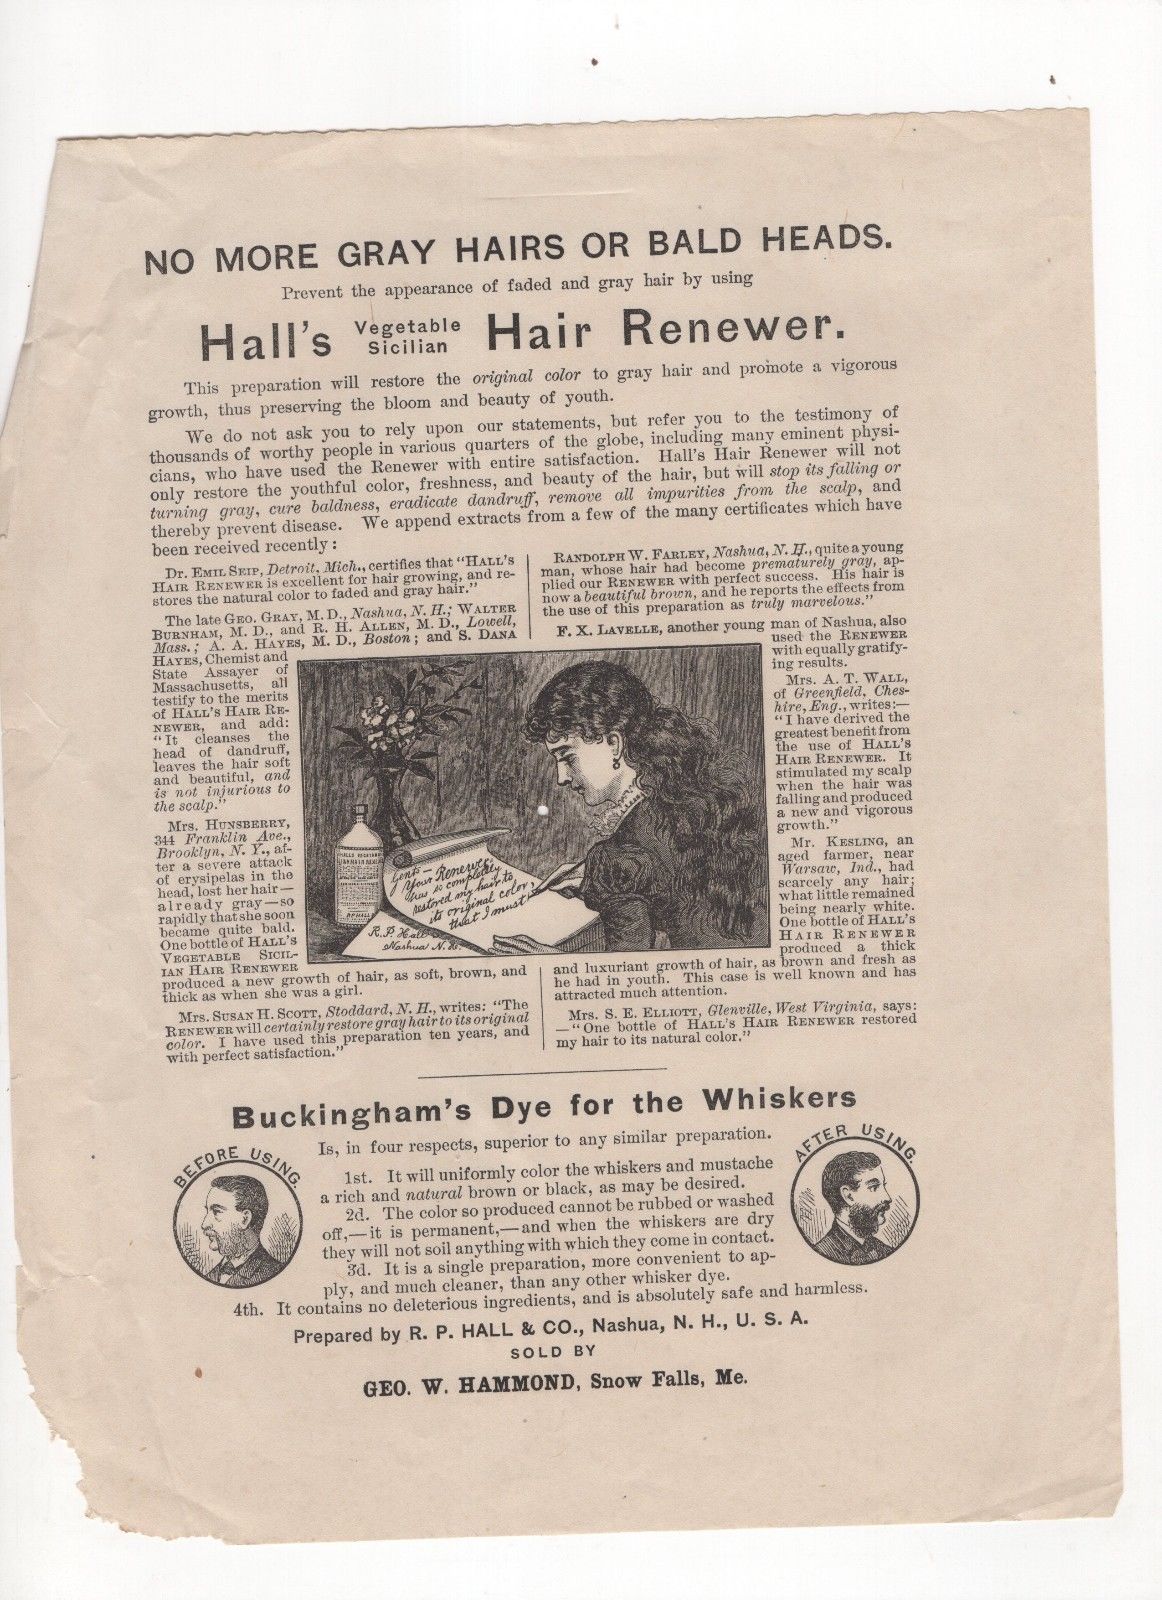 NO MORE GRAY HAIRS OR BALD HEADS.
Prevent the appearance of faded and gray hair by using
Hall's Vegetable Sicilian Hair Renewer.
This preparation will restore the original color to gray hair and promote a vigorous
growth, thus preserving the bloom and beauty of youth.
We do not ask you to rely upon our statements, but refer you to the testimony of
thousands of worthy people in various quarters of the globe, including many eminent physi-
cians, who have used the Renewer with entire satisfaction. Hall's Hair Renewer will not
only restore the youthful color, freshness, and beauty of the hair, but will stop its falling or
turning gray, cure baldness, eradicate dandruff, remove all impurities from the scalp, and
thereby prevent disease. We append extracts from a few of the many certificates which have
been received recently:
DR. EMIL SEIP, Detroit, Mich., certifies that "HALL'S
HAIR RENEWER is excellent for hair growing, and re-
stores the natural color to faded and gray hair."
The late GEO. GRAY, M. D., Nashua, N. H.; WALTER
BURNHAM, M. D., and R. H. ALLEN, M. D., Lowell,
Mass.; A. A. HAYES, M. D., Boston; and S. DANA
HAYES, Chemist and
State Assayer of
Massachusetts, all
testify to the merits
of HALL'S HAIR RE-
NEWER, and add:
"It cleanses the
head of dandruff,
leaves the hair soft
and beautiful, and
is not injurious to
the scalp."
MRS. HUNSBERRY,
344 Franklin Ave.,
Brooklyn, N. Y., af-
ter a severe attack
of erysipelas in the
head, lost her hair—
already gray—so
rapidly that she soon
became quite bald.
One bottle of HALL'S
VEGETABLE SICIL-
IAN HAIR RENEWER
produced a new growth of hair, as soft, brown, and
thick as when she was a girl.
MRS. SUSAN H. SCOTT, Stoddard, N. H., writes: "The
RENEWER will certainly restore gray hair to its original
color. I have used this preparation ten years, and
with perfect satisfaction."
RANDOLPH W. FARLEY, Nashua, N. H., quite a young
man, whose hair had become prematurely gray, ap-
plied our RENEWER with perfect success. His hair is
now a beautiful brown, and he reports the effects from
the use of this preparation as truly marvelous."
F. X. LAVELLE, another young man of Nashua, also
used the RENEWER
with equally gratify-
ing results.
MRS. A. T. WALL,
of Greenfield, Ches-
hire, Eng., writes:—
"I have derived the
greatest benefit from
the use of HALL'S
HAIR RENEWER. It
stimulated my scalp
when the hair was
falling and produced
a new and vigorous
growth."
MR. KESLING, an
aged farmer, near
Warsaw, Ind., had
scarcely any hair;
what little remained
being nearly white.
One bottle of HALL'S
HAIR RENEWER
produced a thick
and luxuriant growth of hair, as brown and fresh as
he had in youth. This case is well known and has
attracted much attention.
MRS. S. E. ELLIOTT, Glenville, West Virginia, says:
—"One bottle of HALL'S HAIR RENEWER restored
my hair to its natural color."
Gents—
Your Renewer
has completely
restored my hair to
its original color
that I must
R. P. Hall
Nashua N. H.
Buckingham's Dye for the Whiskers
Is, in four respects, superior to any similar preparation.
BEFORE USING.
AFTER USING.
1st. It will uniformly color the whiskers and mustache
a rich and natural brown or black, as may be desired.
2d. The color so produced cannot be rubbed or washed
off,—it is permanent,—and when the whiskers are dry
they will not soil anything with which they come in contact.
3d. It is a single preparation, more convenient to ap-
ply, and much cleaner, than any other whisker dye.
4th. It contains no deleterious ingredients, and is absolutely safe and harmless.
Prepared by R. P. HALL & CO., Nashua, N. H., U. S. A.
SOLD BY
GEO. W. HAMMOND, Snow Falls, Me.